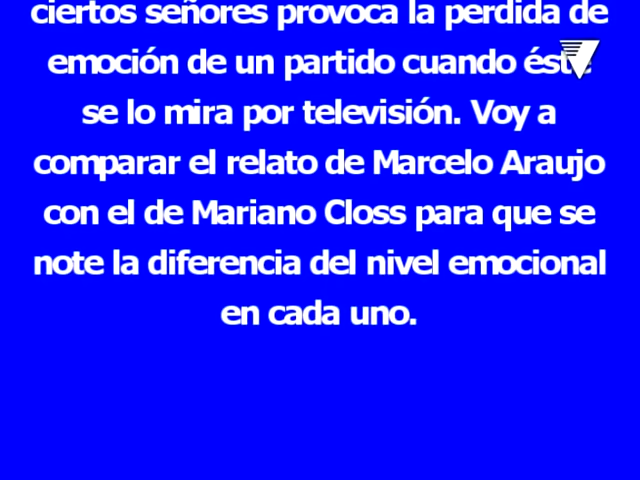 ciertos señores provoca la perdida de
emoción de un partido cuando éste
se lo mira por televisión. Voy a
comparar el relato de Marcelo Araujo
con el de Mariano Closs para que se
note la diferencia del nivel emocional
en cada uno.